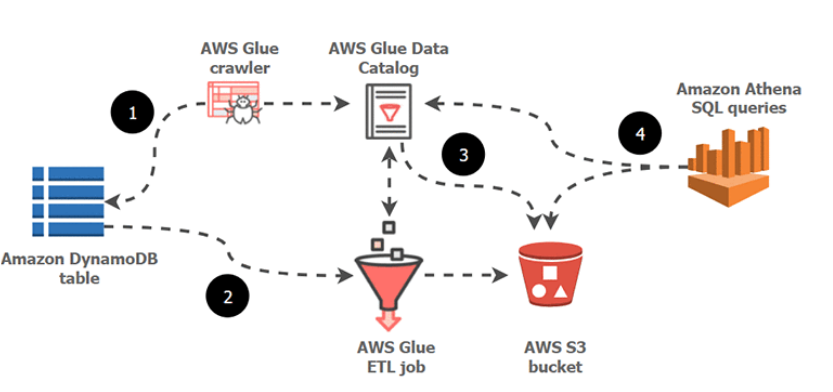 AWS Glue
crawler
AWS Glue Data
Catalog
Amazon Athena
SQL queries
1
3
4
Amazon DynamoDB
table
2
AWS Glue
ETL job
AWS S3
bucket